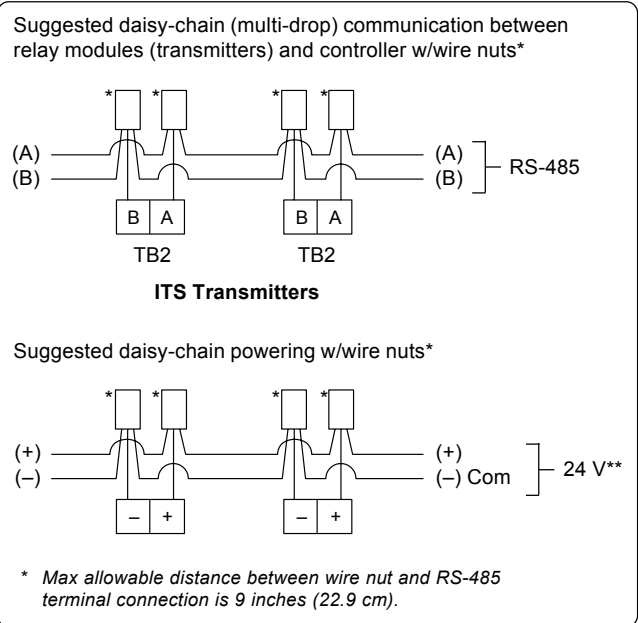 Suggested daisy-chain (multi-drop) communication between
relay modules (transmitters) and controller w/wire nuts*
* * * *
(A) (A)
(B) (B)
RS-485
B A B A
TB2 TB2
ITS Transmitters
Suggested daisy-chain powering w/wire nuts*
* * * *
(+) (+)
(–) (–) Com
24 V**
– + – +
* Max allowable distance between wire nut and RS-485
terminal connection is 9 inches (22.9 cm).